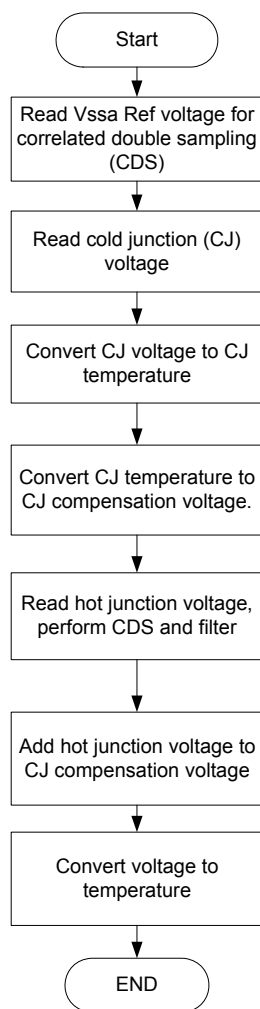 Start
Read Vssa Ref voltage for
correlated double sampling
(CDS)
Read cold junction (CJ)
voltage
Convert CJ voltage to CJ
temperature
Convert CJ temperature to
CJ compensation voltage.
Read hot junction voltage,
perform CDS and filter
Add hot junction voltage to
CJ compensation voltage
Convert voltage to
temperature
END